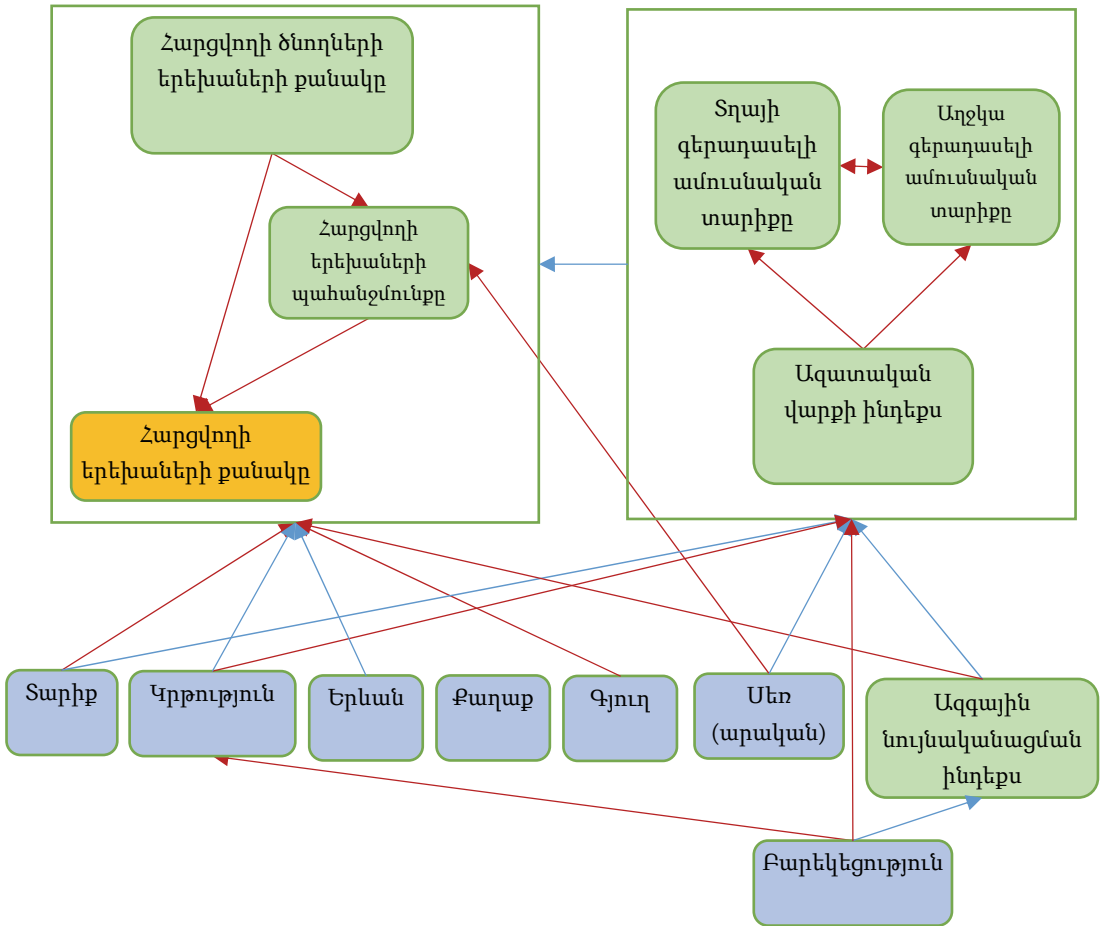 Հարցվողի ծնողների
երեխաների քանակը
Հարցվողի
երեխաների
պահանջմունքը
Հարցվողի
երեխաների քանակը
Տղայի
գերադասելի
ամուսնական
տարիքը
Աղջկա
գերադասելի
ամուսնական
տարիքը
Ազատական
վարքի ինդեքս
Տարիք
Կրթություն
Երևան
Քաղաք
Գյուղ
Սեռ
(արական)
Ազգային
նույնականացման
ինդեքս
Բարեկեցություն